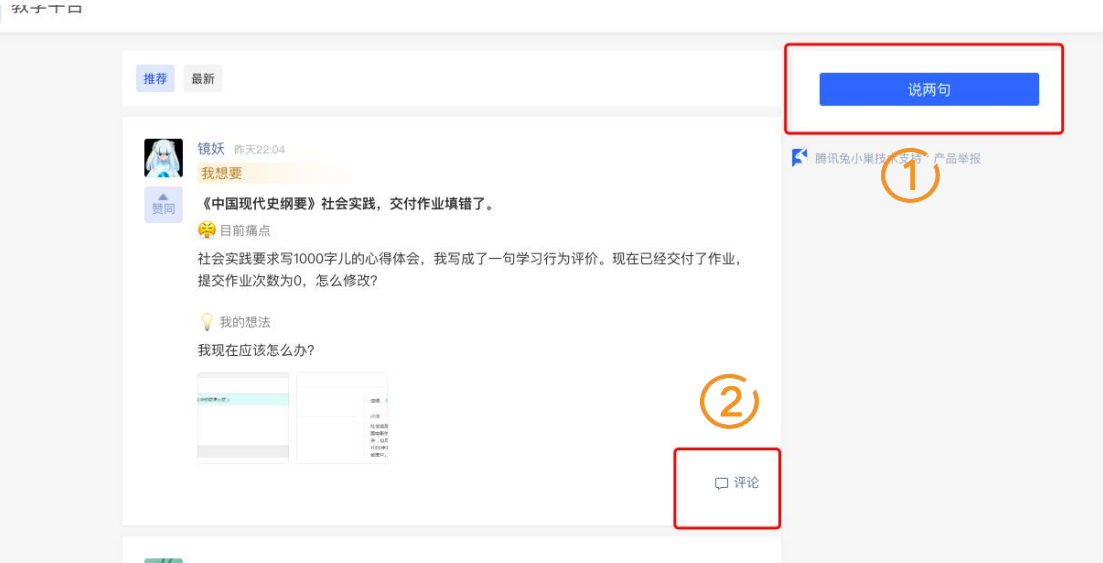 教学平台
推荐 最新
说两句
镜妖 昨天22:04
我想要
腾讯兔小巢技术支持 · 产品举报
①
赞同
《中国现代史纲要》社会实践，交付作业填错了。
目前痛点
社会实践要求写1000字儿的心得体会，我写成了一句学习行为评价。现在已经交付了作业，
提交作业次数为0，怎么修改?
我的想法
我现在应该怎么办?
②
评论